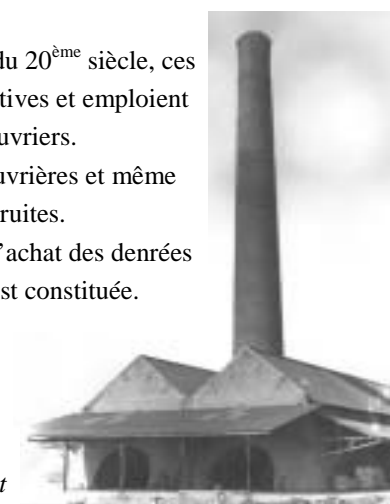 du 20ème siècle, ces
tives et emploient
uvriers.
uvrières et même
ruites.
'achat des denrées
st constituée.
t